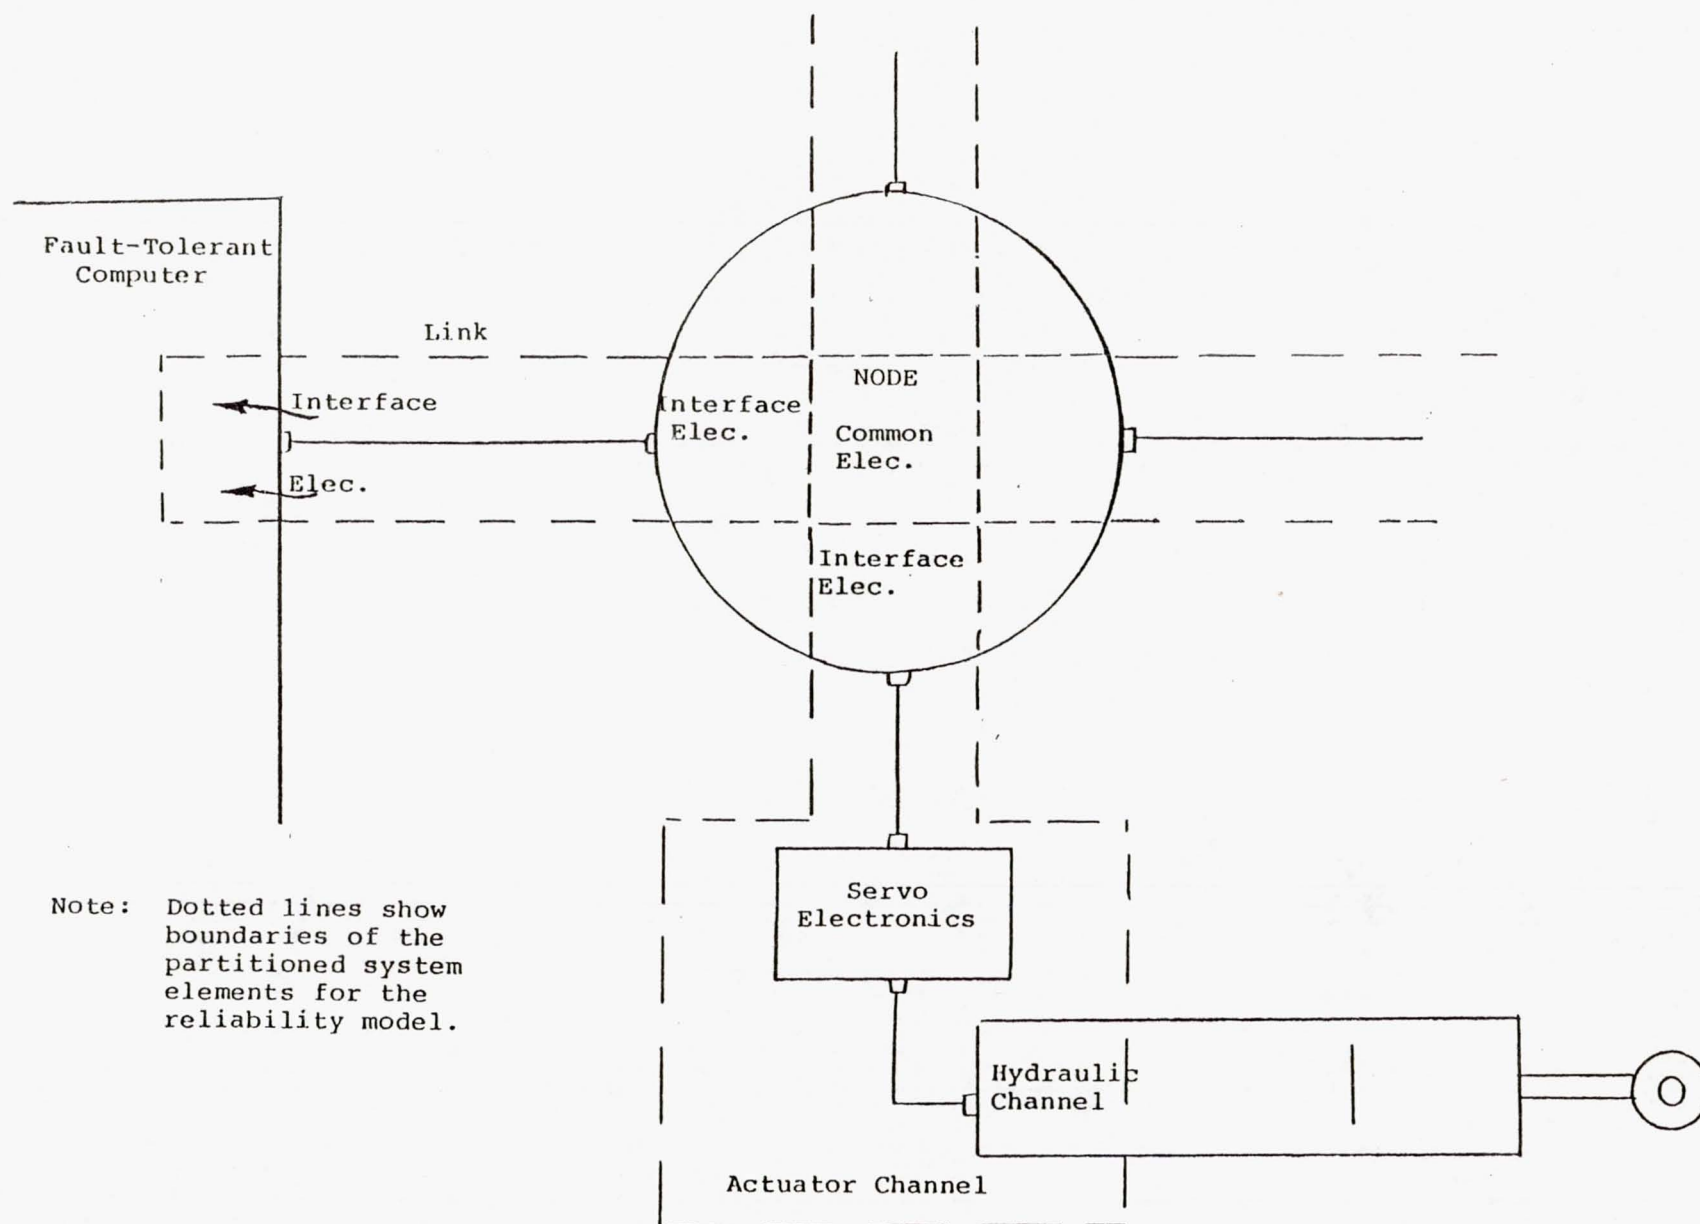 Fault-Tolerant
Computer
Link
Interface
Elec.
Interface
Elec.
NODE
Common
Elec.
Interface
Elec.
Servo
Electronics
Note: Dotted lines show
boundaries of the
partitioned system
elements for the
reliability model.
Hydraulic
Channel
Actuator Channel